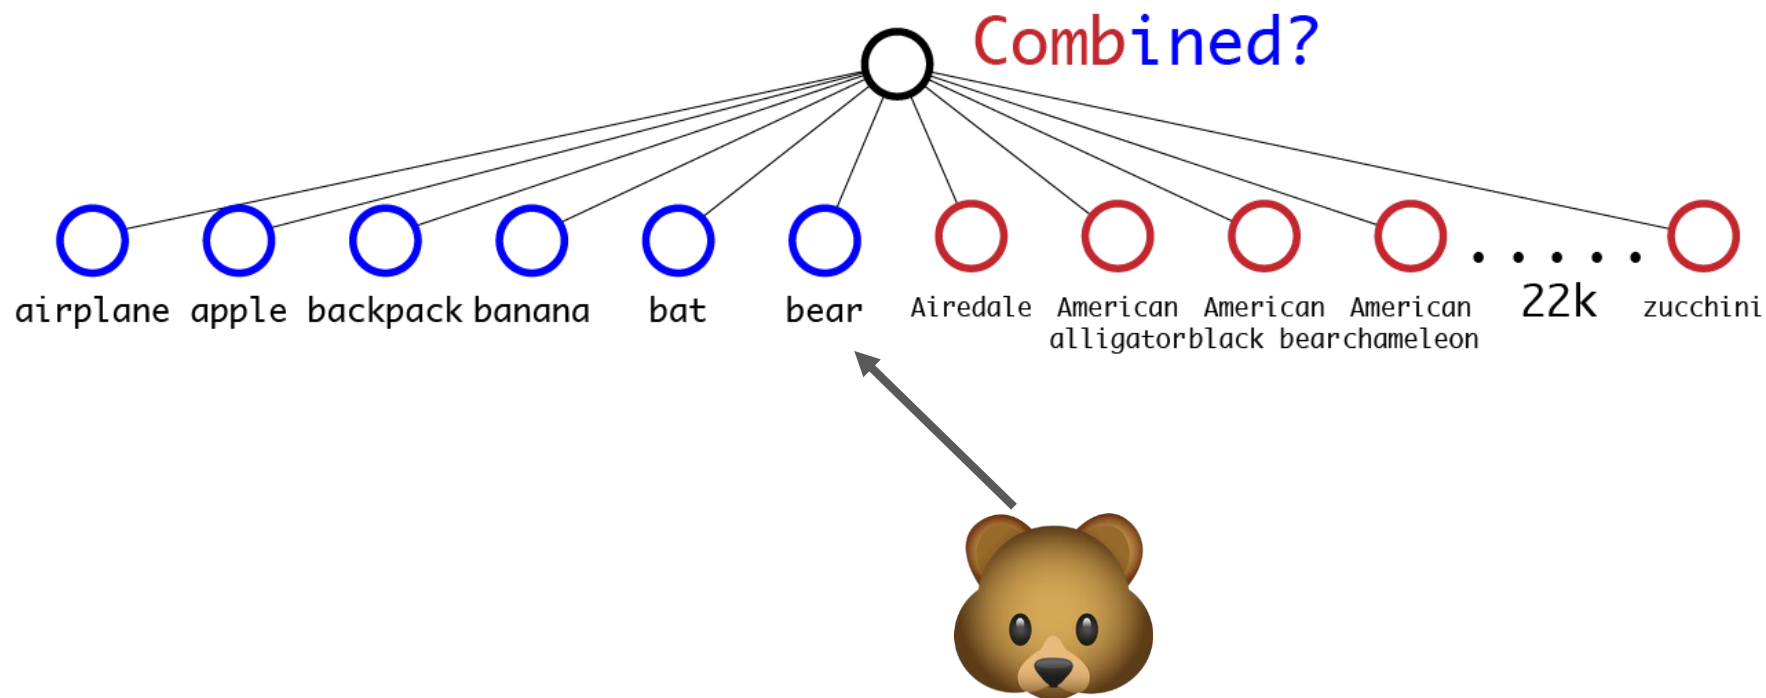 Combined?
airplane apple backpack banana bat bear Airedale American American American 22k zucchini
alligator black bear chameleon